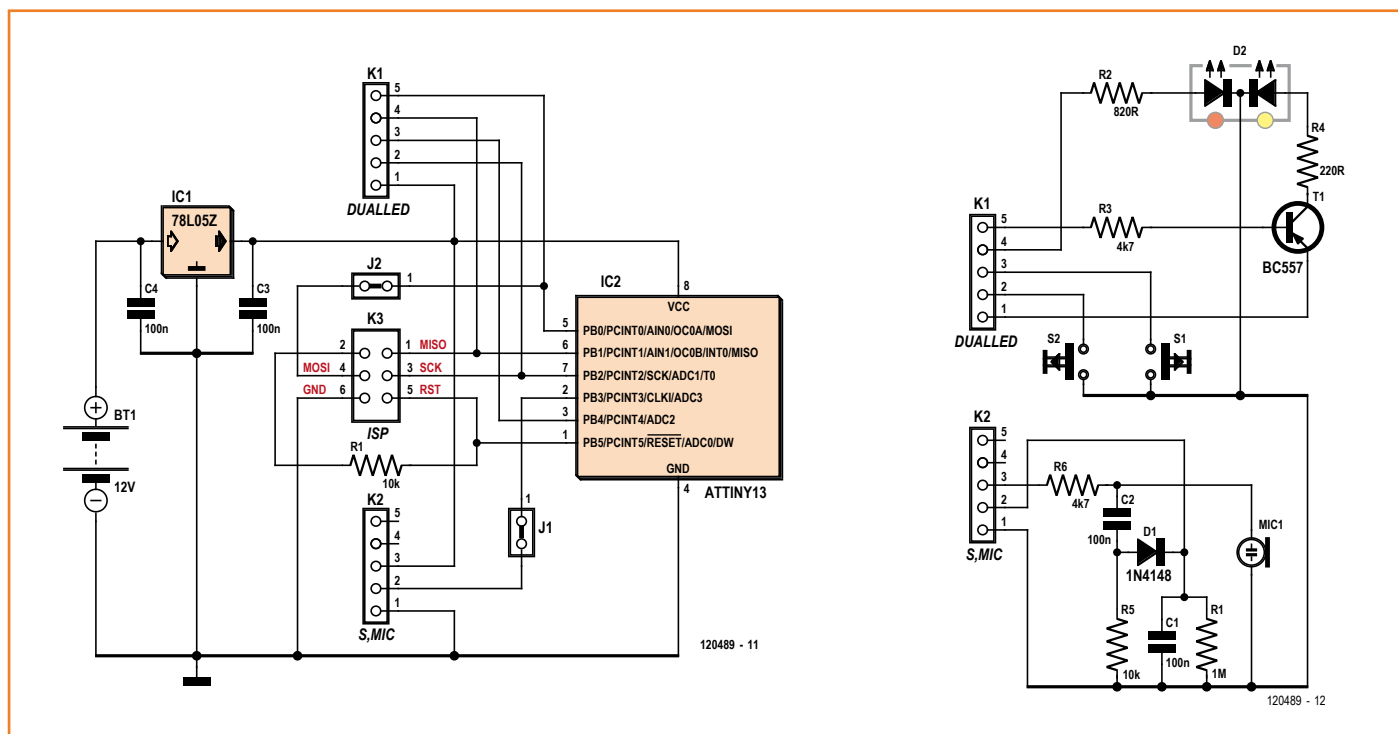 K1
5
4
3
2
1
DUALLED
IC1
78L05Z
C4
100n
C3
100n
J2
1
K3
2
1
MISO
MOSI
4
3
SCK
GND
6
5
RST
ISP
R1
10k
BT1
12V
K2
5
4
3
2
1
S,MIC
1
J1
IC2
8
VCC
5
PB0/PCINT0/AIN0/OC0A/MOSI
6
PB1/PCINT1/AIN1/OC0B/INT0/MISO
7
PB2/PCINT2/SCK/ADC1/T0
2
PB3/PCINT3/CLKI/ADC3
3
PB4/PCINT4/ADC2
1
PB5/PCINT5/RESET/ADC0/DW
GND
4
ATTINY13
120489 - 11
D2
R2
820R
R4
220R
T1
BC557
K1
5
4
3
2
1
DUALLED
R3
4k7
S2
S1
K2
5
4
3
2
1
S,MIC
R6
4k7
C2
100n
D1
1N4148
MIC1
R5
10k
C1
100n
R1
1M
120489 - 12